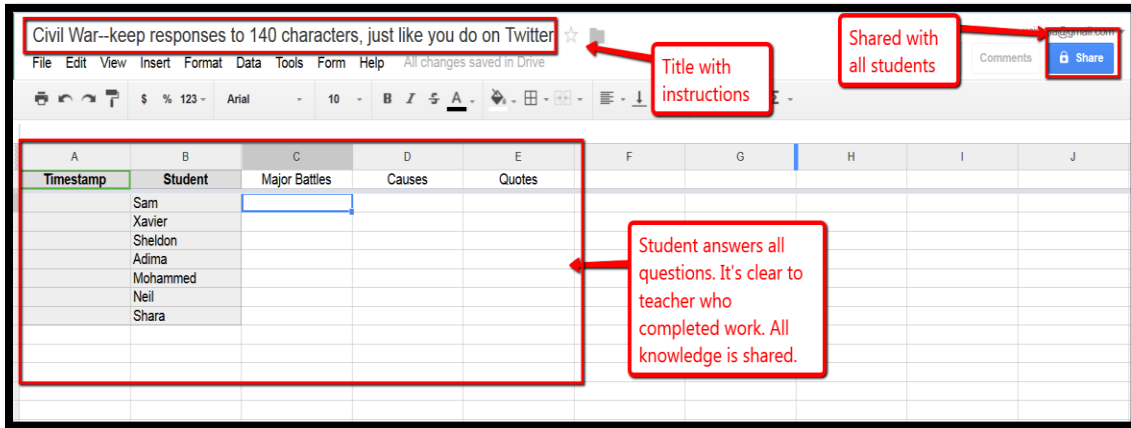 Civil War--keep responses to 140 characters, just like you do on Twitter
@gmail.com
File Edit View Insert Format Data Tools Form Help All changes saved in Drive
Comments Share
$ % 123 Arial 10 B I S A Σ
Title with
instructions
Shared with
all students
A B C D E F G H I J
Timestamp Student Major Battles Causes Quotes
Sam
Xavier
Sheldon
Adima
Mohammed
Neil
Shara
Student answers all
questions. It's clear to
teacher who
completed work. All
knowledge is shared.